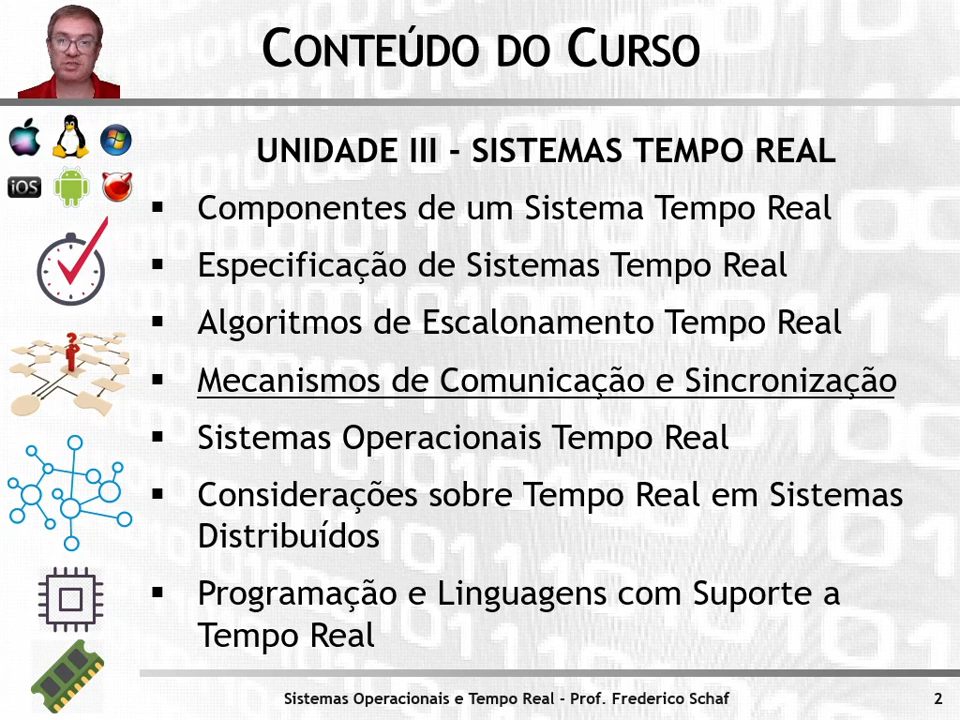 CONTEÚDO DO CURSO
UNIDADE III - SISTEMAS TEMPO REAL
▪ Componentes de um Sistema Tempo Real
▪ Especificação de Sistemas Tempo Real
▪ Algoritmos de Escalonamento Tempo Real
▪ Mecanismos de Comunicação e Sincronização
▪ Sistemas Operacionais Tempo Real
▪ Considerações sobre Tempo Real em Sistemas
Distribuídos
▪ Programação e Linguagens com Suporte a
Tempo Real
iOS
Sistemas Operacionais e Tempo Real - Prof. Frederico Schaf
2